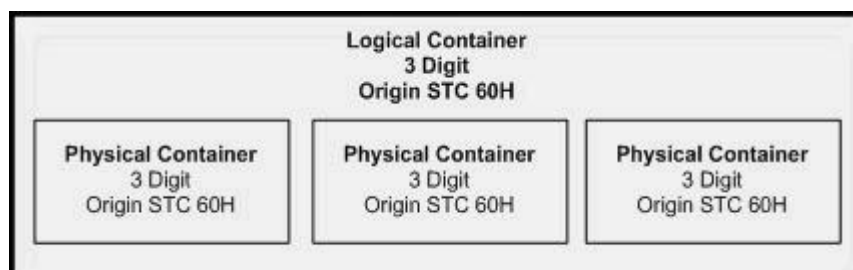 Logical Container
3 Digit
Origin STC 60H
Physical Container
3 Digit
Origin STC 60H
Physical Container
3 Digit
Origin STC 60H
Physical Container
3 Digit
Origin STC 60H